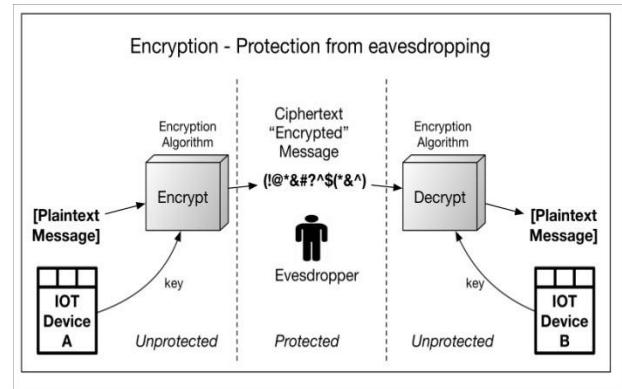 Encryption - Protection from eavesdropping
Encryption
Algorithm
Encrypt
[Plaintext
Message]
key
IOT
Device
A
Unprotected
Ciphertext
"Encrypted"
Message
(!@*&#?^$(*&^)
Evesdropper
Protected
Encryption
Algorithm
Decrypt
[Plaintext
Message]
key
IOT
Device
B
Unprotected